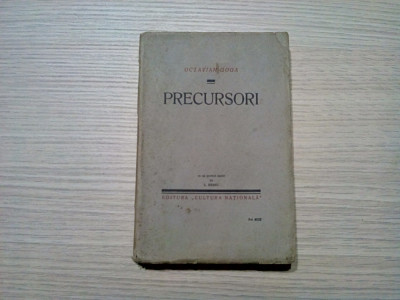 OCTAVIAN GOGA
PRECURSORI
EDITURA „CULTURA NAȚIONALĂ"